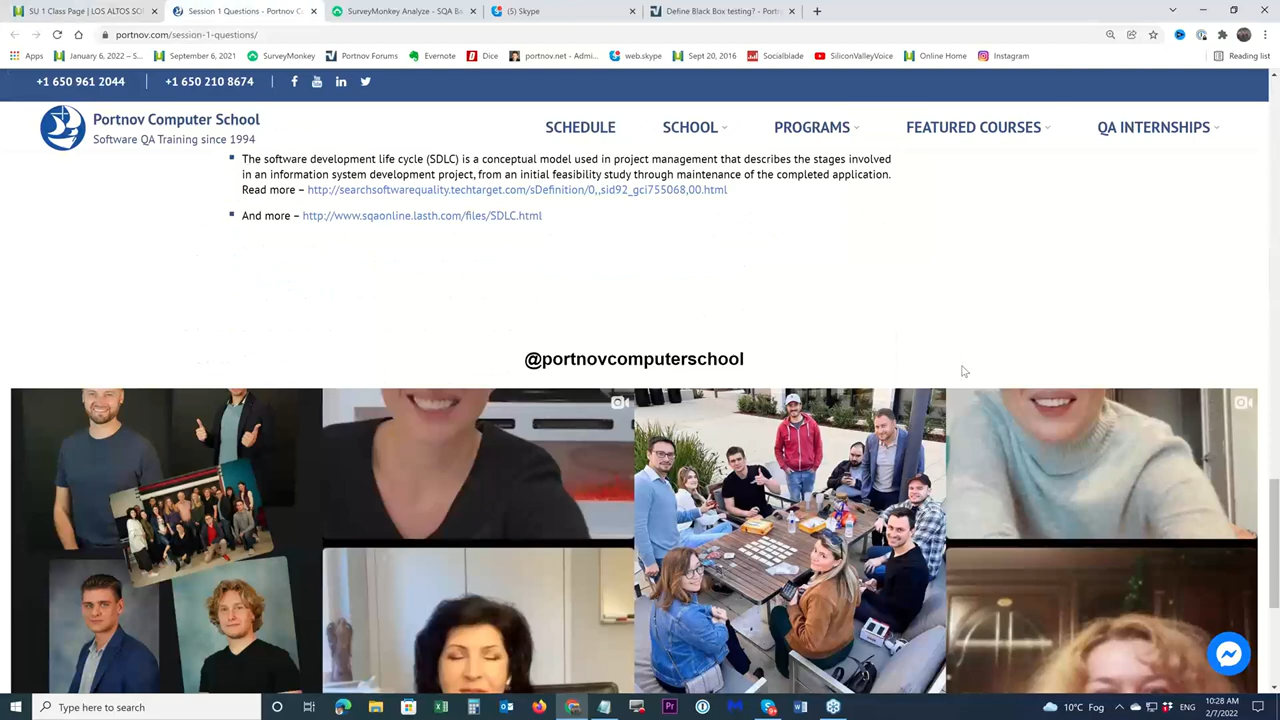 SU 1 Class Page | LOS ALTOS SO
Session 1 Questions - Portnov C
SurveyMonkey Analyze - SQA Ba
(5) Skype
Define Black Box testing? - Portn
portnov.com/session-1-questions/
Apps
January 6, 2022 – S...
September 6, 2021
SurveyMonkey
Portnov Forums
Evernote
Dice
portnov.net - Admi...
web.skype
Sept 20, 2016
Socialblade
SiliconValleyVoice
Online Home
Instagram
Reading list
+1 650 961 2044
+1 650 210 8674
Portnov Computer School
Software QA Training since 1994
SCHEDULE
SCHOOL
PROGRAMS
FEATURED COURSES
QA INTERNSHIPS
The software development life cycle (SDLC) is a conceptual model used in project management that describes the stages involved
in an information system development project, from an initial feasibility study through maintenance of the completed application.
Read more – http://searchsoftwarequality.techtarget.com/sDefinition/0,,sid92_gci755068,00.html
And more – http://www.sqaonline.lasth.com/files/SDLC.html
@portnovcomputerschool
Type here to search
10°C Fog
10:28 AM
2/7/2022